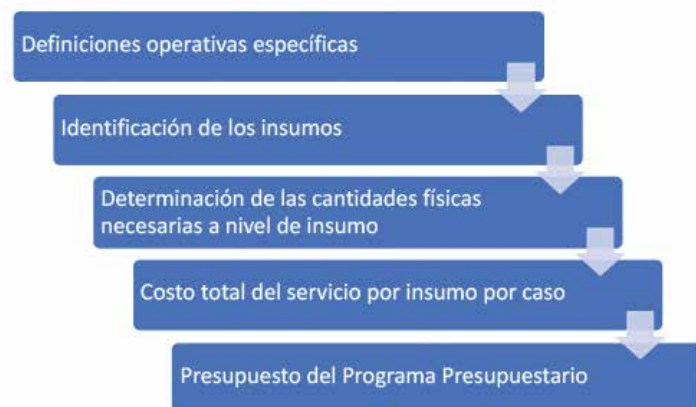 Definiciones operativas específicas
Identificación de los insumos
Determinación de las cantidades físicas
necesarias a nivel de insumo
Costo total del servicio por insumo por caso
Presupuesto del Programa Presupuestario